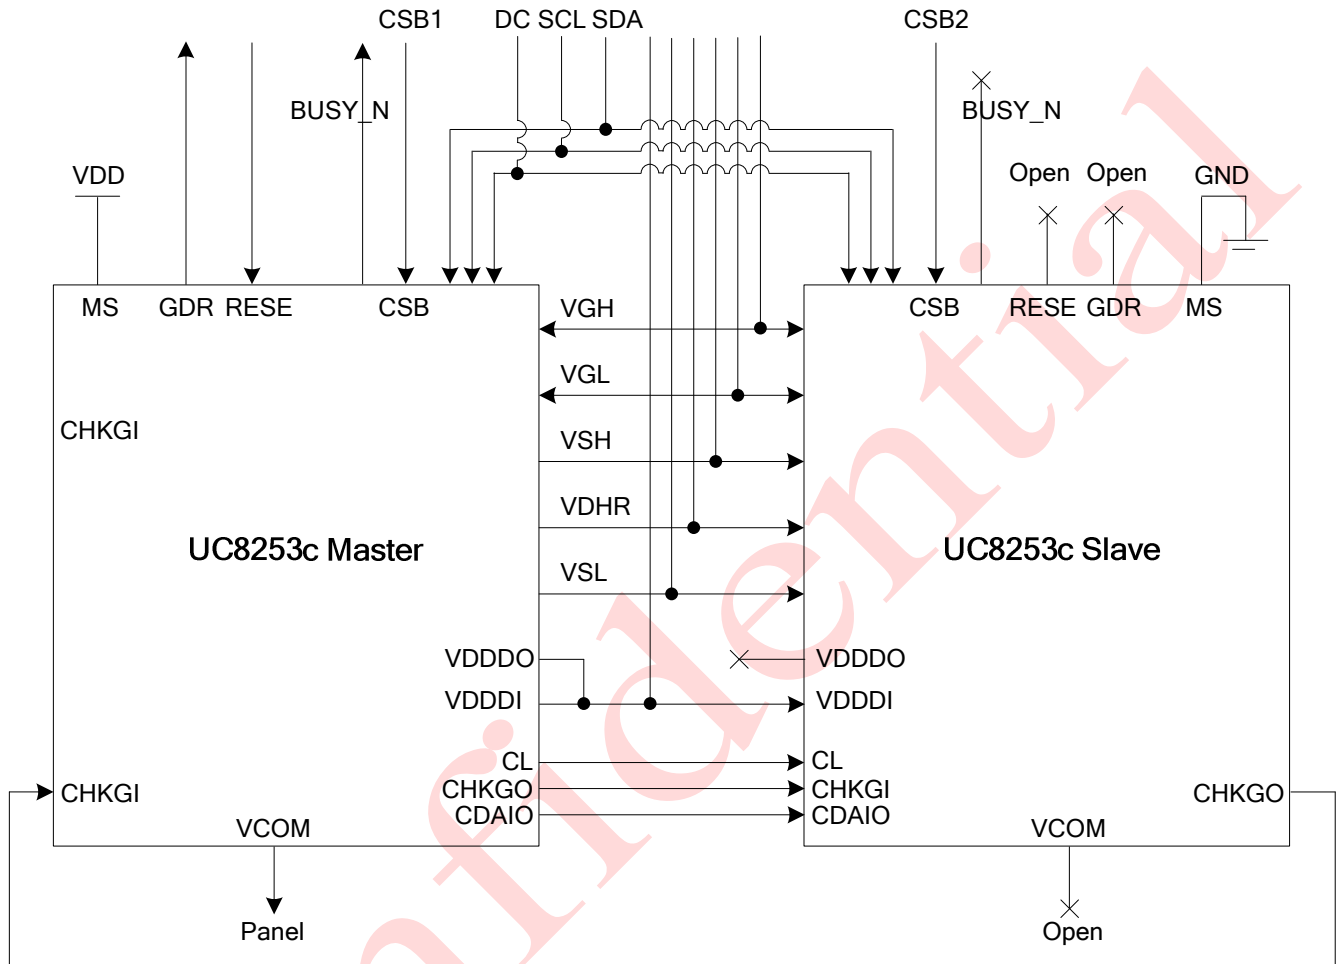 CSB1 DC SCL SDA CSB2
BUSY_N BUSY_N
VDD Open Open GND
MS GDR RESE CSB CSB RESE GDR MS
VGH
VGL
CHKGI
VSH
VDHR
UC8253c Master UC8253c Slave
VSL
VDDDO VDDDO
VDDDI VDDDI
CL CL
CHKGI CHKGO CHKGI CHKGO
CDAIO CDAIO
VCOM VCOM
Panel Open
nfidential